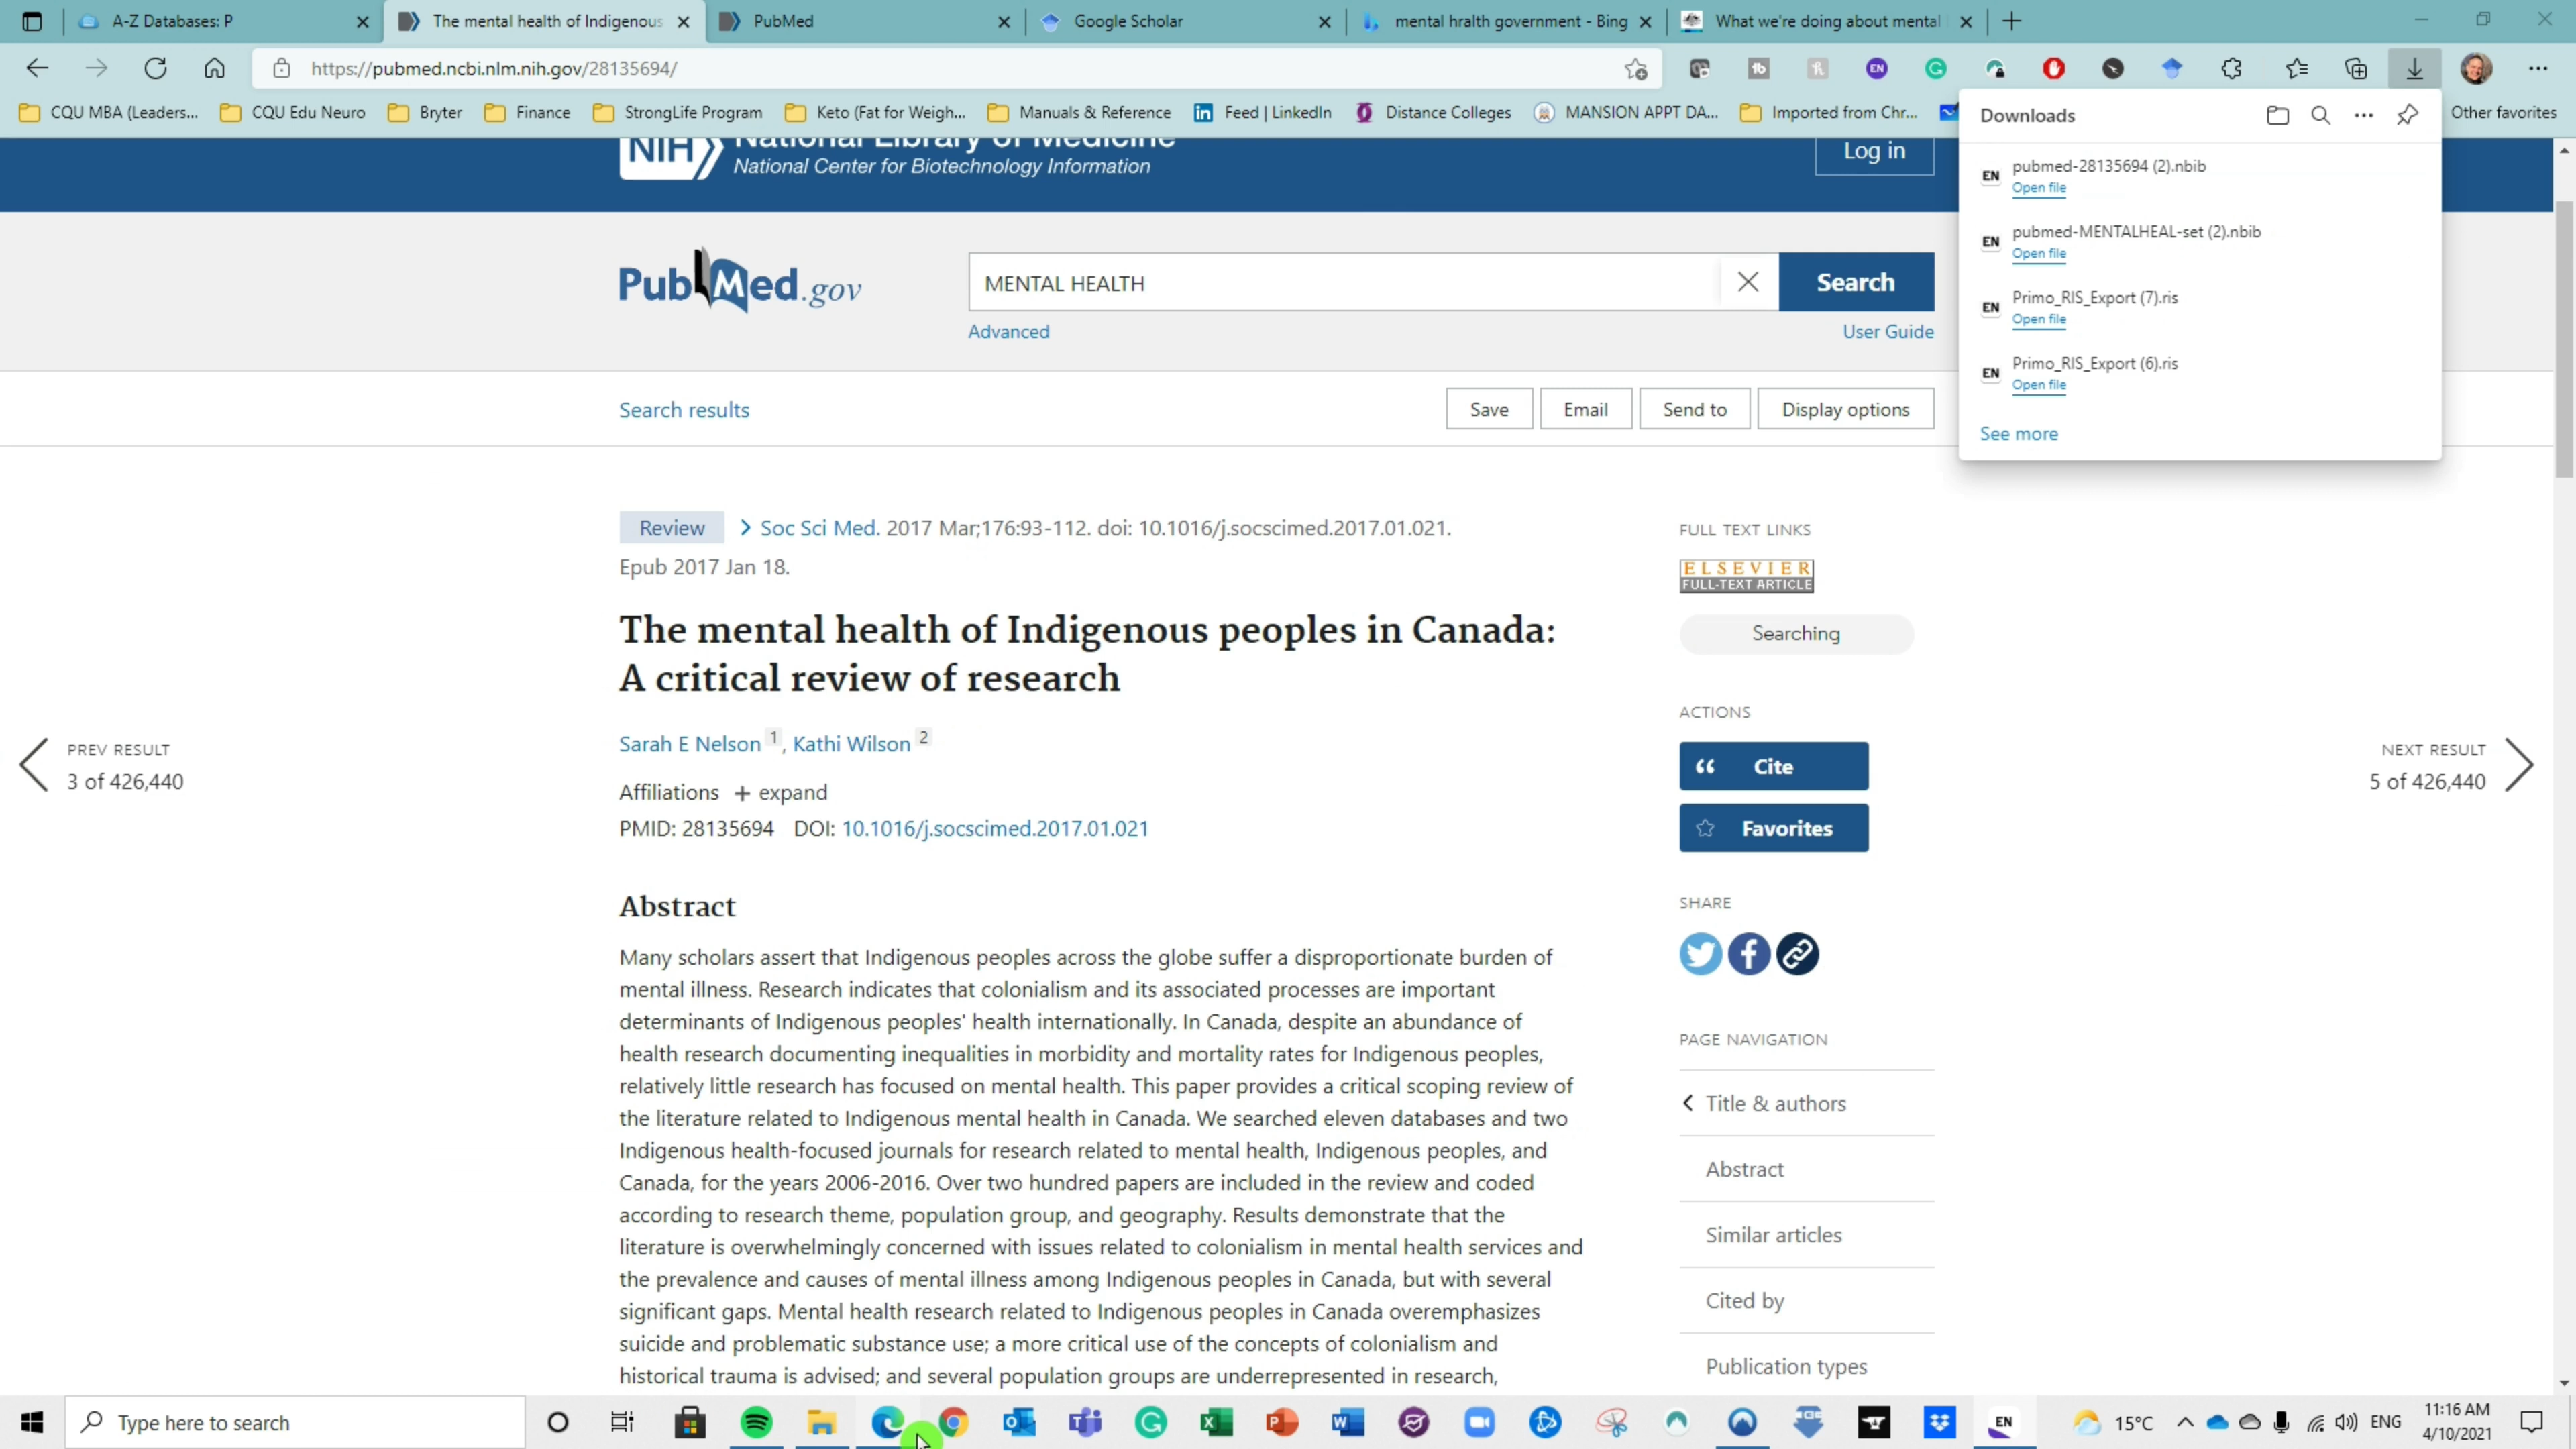 A-Z Databases: P
The mental health of Indigenous
PubMed
Google Scholar
mental hralth government - Bing
What we're doing about mental
https://pubmed.ncbi.nlm.nih.gov/28135694/
CQU MBA (Leaders...
CQU Edu Neuro
Bryter
Finance
StrongLife Program
Keto (Fat for Weigh...
Manuals & Reference
Feed | LinkedIn
Distance Colleges
MANSION APPT DA...
Imported from Chr...
Other favorites
Downloads
pubmed-28135694 (2).nbib
Open file
pubmed-MENTALHEAL-set (2).nbib
Open file
Primo_RIS_Export (7).ris
Open file
Primo_RIS_Export (6).ris
Open file
See more
NIH National Library of Medicine
National Center for Biotechnology Information
Log in
PubMed.gov
MENTAL HEALTH
Search
Advanced
User Guide
Search results
Save
Email
Send to
Display options
Review
Soc Sci Med. 2017 Mar;176:93-112. doi: 10.1016/j.socscimed.2017.01.021.
Epub 2017 Jan 18.
The mental health of Indigenous peoples in Canada:
A critical review of research
Sarah E Nelson 1, Kathi Wilson 2
Affiliations + expand
PMID: 28135694 DOI: 10.1016/j.socscimed.2017.01.021
Abstract
Many scholars assert that Indigenous peoples across the globe suffer a disproportionate burden of
mental illness. Research indicates that colonialism and its associated processes are important
determinants of Indigenous peoples' health internationally. In Canada, despite an abundance of
health research documenting inequalities in morbidity and mortality rates for Indigenous peoples,
relatively little research has focused on mental health. This paper provides a critical scoping review of
the literature related to Indigenous mental health in Canada. We searched eleven databases and two
Indigenous health-focused journals for research related to mental health, Indigenous peoples, and
Canada, for the years 2006-2016. Over two hundred papers are included in the review and coded
according to research theme, population group, and geography. Results demonstrate that the
literature is overwhelmingly concerned with issues related to colonialism in mental health services and
the prevalence and causes of mental illness among Indigenous peoples in Canada, but with several
significant gaps. Mental health research related to Indigenous peoples in Canada overemphasizes
suicide and problematic substance use; a more critical use of the concepts of colonialism and
historical trauma is advised; and several population groups are underrepresented in research,
PREV RESULT
3 of 426,440
NEXT RESULT
5 of 426,440
FULL TEXT LINKS
ELSEVIER
FULL-TEXT ARTICLE
Searching
ACTIONS
Cite
Favorites
SHARE
PAGE NAVIGATION
Title & authors
Abstract
Similar articles
Cited by
Publication types
Type here to search
EN
15°C
ENG
11:16 AM
4/10/2021